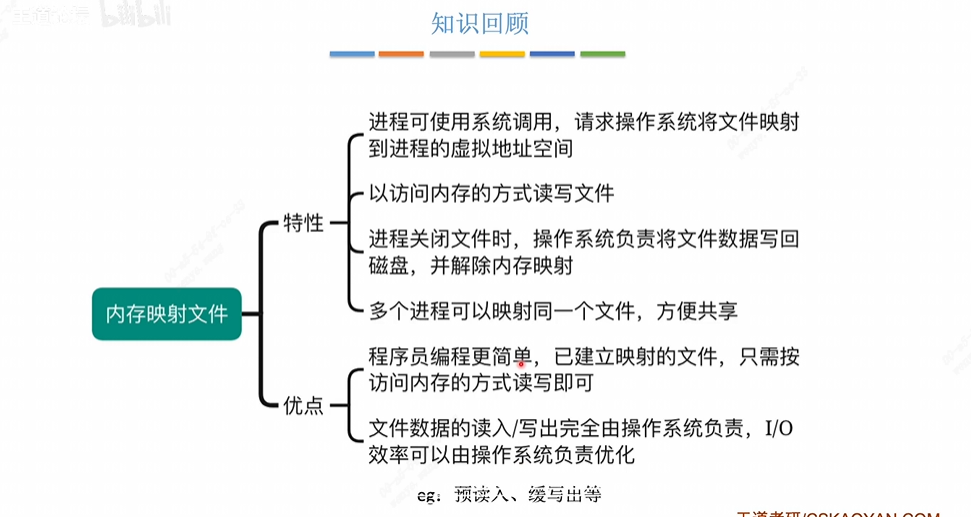 bilibili
知识回顾
进程可使用系统调用，请求操作系统将文件映射
到进程的虚拟地址空间
以访问内存的方式读写文件
特性
进程关闭文件时，操作系统负责将文件数据写回
磁盘，并解除内存映射
多个进程可以映射同一个文件，方便共享
内存映射文件
程序员编程更简单，已建立映射的文件，只需按
访问内存的方式读写即可
优点
文件数据的读入/写出完全由操作系统负责，I/O
效率可以由操作系统负责优化
eg：预读入、缓写出等
王道考研/CSKAOYAN.COM